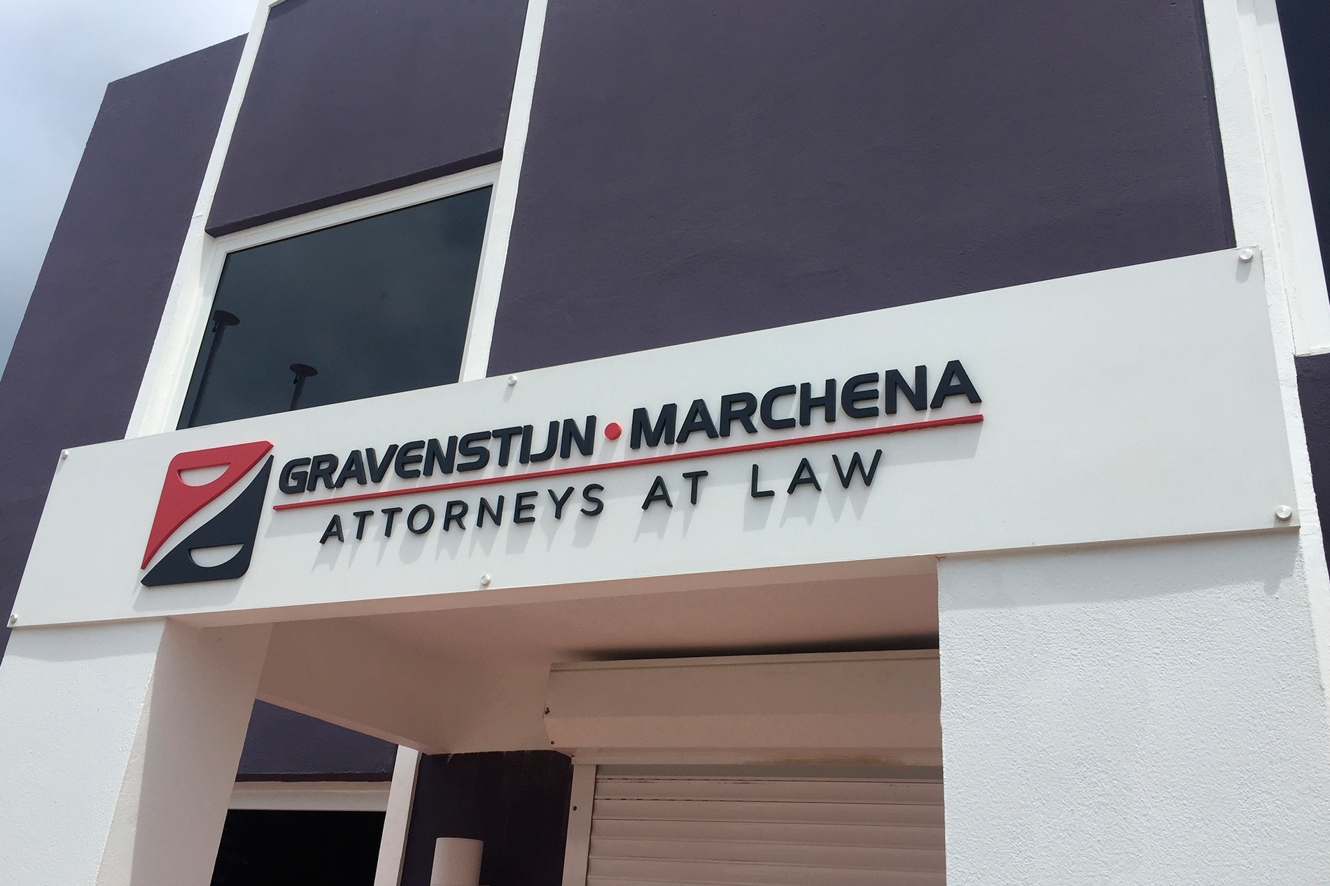 GRAVENSTIJN • MARCHENA
ATTORNEYS AT LAW